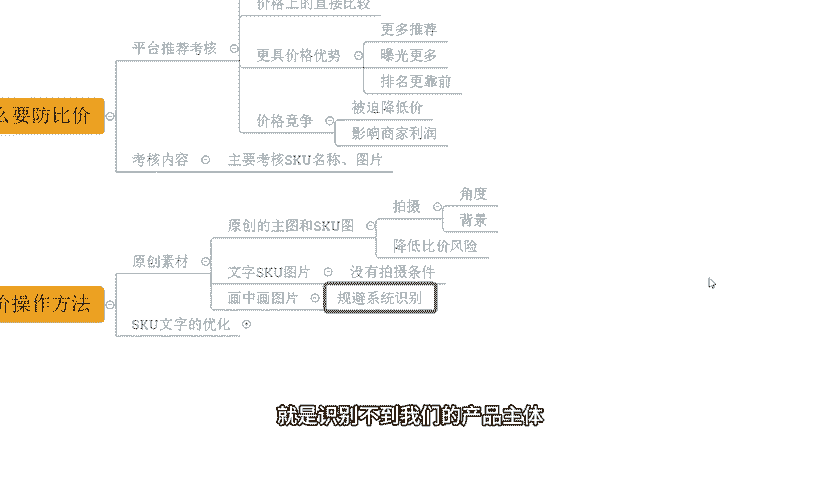 价格上的直接比较
平台推荐考核
更具价格优势
更多推荐
曝光更多
排名更靠前
价格竞争
被迫降低价
影响商家利润
么要防比价
考核内容
主要考核SKU名称、图片
原创素材
原创的主图和SKU图
拍摄
角度
背景
降低比价风险
文字SKU图片
没有拍摄条件
画中画图片
规避系统识别
价操作方法
SKU文字的优化
就是识别不到我们的产品主体